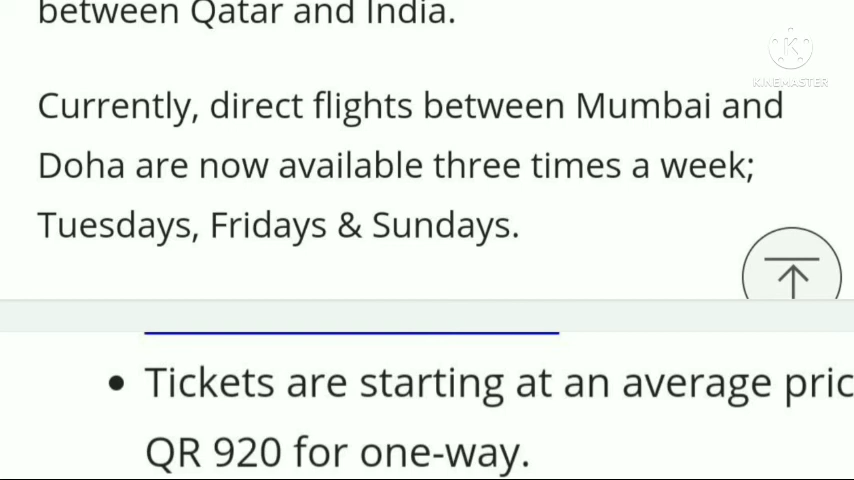 between Qatar and India.
KINEMASTER
Currently, direct flights between Mumbai and
Doha are now available three times a week;
Tuesdays, Fridays & Sundays.
Tickets are starting at an average pric
QR 920 for one-way.